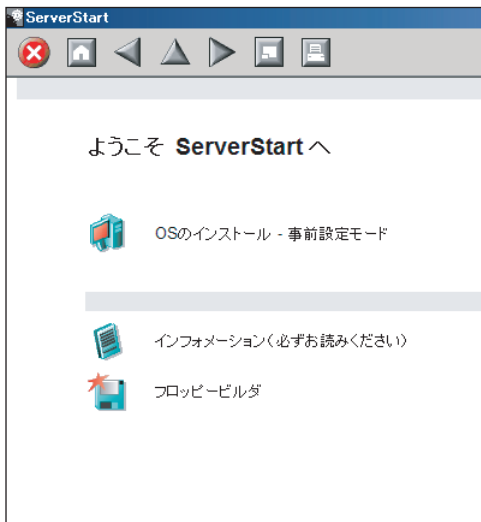 ServerStart
ようこそ ServerStart へ
OSのインストール - 事前設定モード
インフォメーション(必ずお読みください)
フロッピービルダ